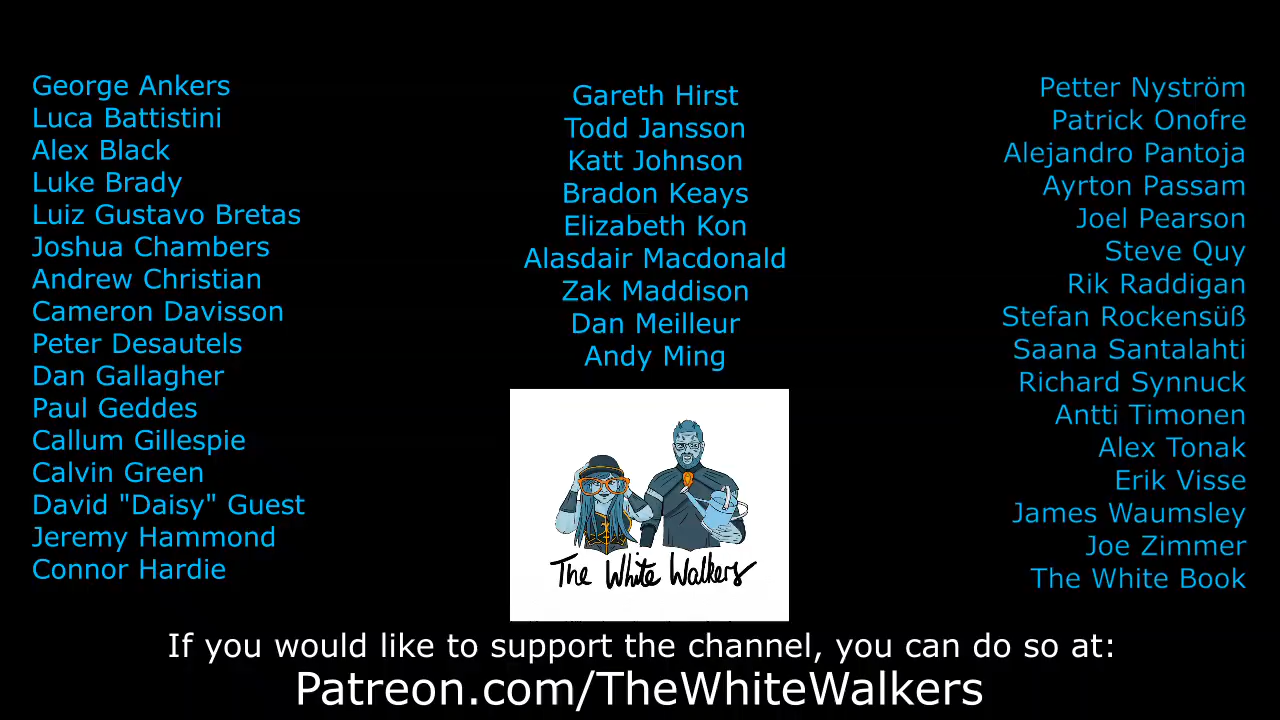 George Ankers
Luca Battistini
Alex Black
Luke Brady
Luiz Gustavo Bretas
Joshua Chambers
Andrew Christian
Cameron Davisson
Peter Desautels
Dan Gallagher
Paul Geddes
Callum Gillespie
Calvin Green
David "Daisy" Guest
Jeremy Hammond
Connor Hardie
Gareth Hirst
Todd Jansson
Katt Johnson
Bradon Keays
Elizabeth Kon
Alasdair Macdonald
Zak Maddison
Dan Meilleur
Andy Ming
The White Walkers
Petter Nyström
Patrick Onofre
Alejandro Pantoja
Ayrton Passam
Joel Pearson
Steve Quy
Rik Raddigan
Stefan Rockensüß
Saana Santalahti
Richard Synnuck
Antti Timonen
Alex Tonak
Erik Visse
James Waumsley
Joe Zimmer
The White Book
If you would like to support the channel, you can do so at:
Patreon.com/TheWhiteWalkers